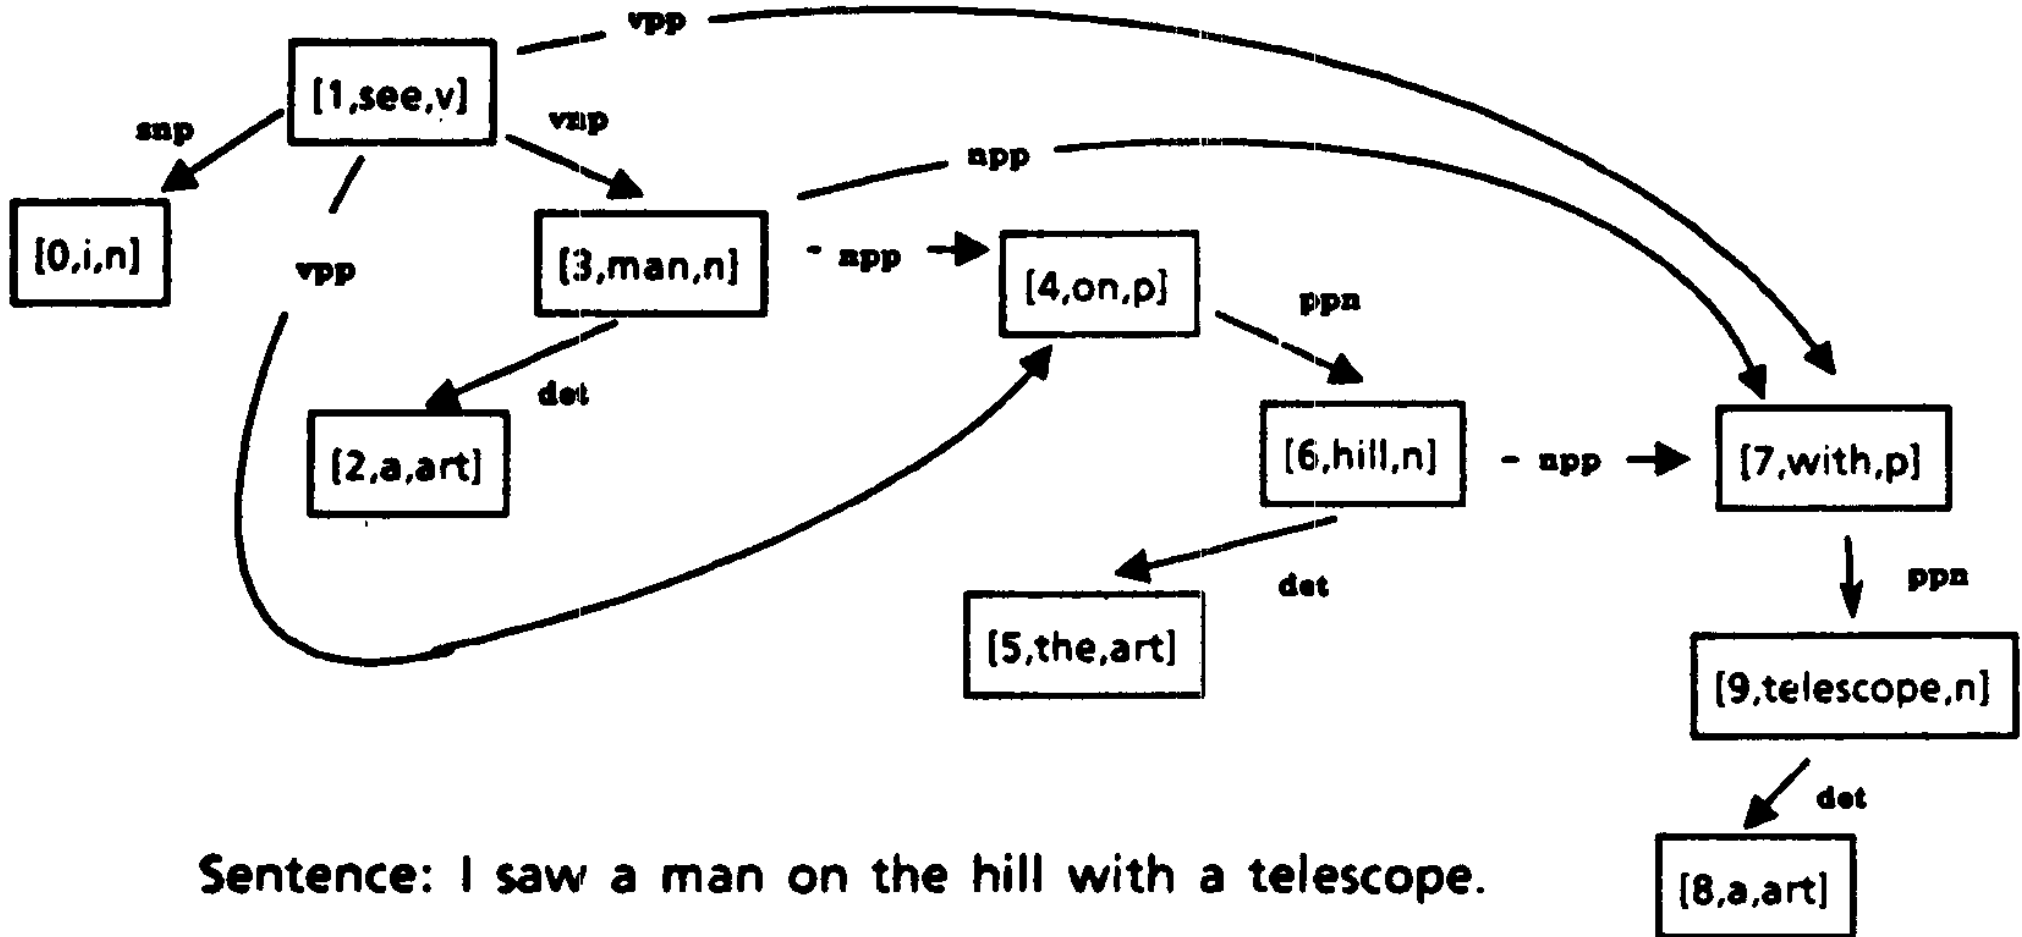 vpp
[1,see,v]
snp
vnp
npp
[0,i,n]
vpp
[3,man,n]
npp
[4,on,p]
ppn
det
[2,a,art]
[6,hill,n]
npp
[7,with,p]
det
ppn
[5,the,art]
[9,telescope,n]
det
Sentence: I saw a man on the hill with a telescope.
[8,a,art]